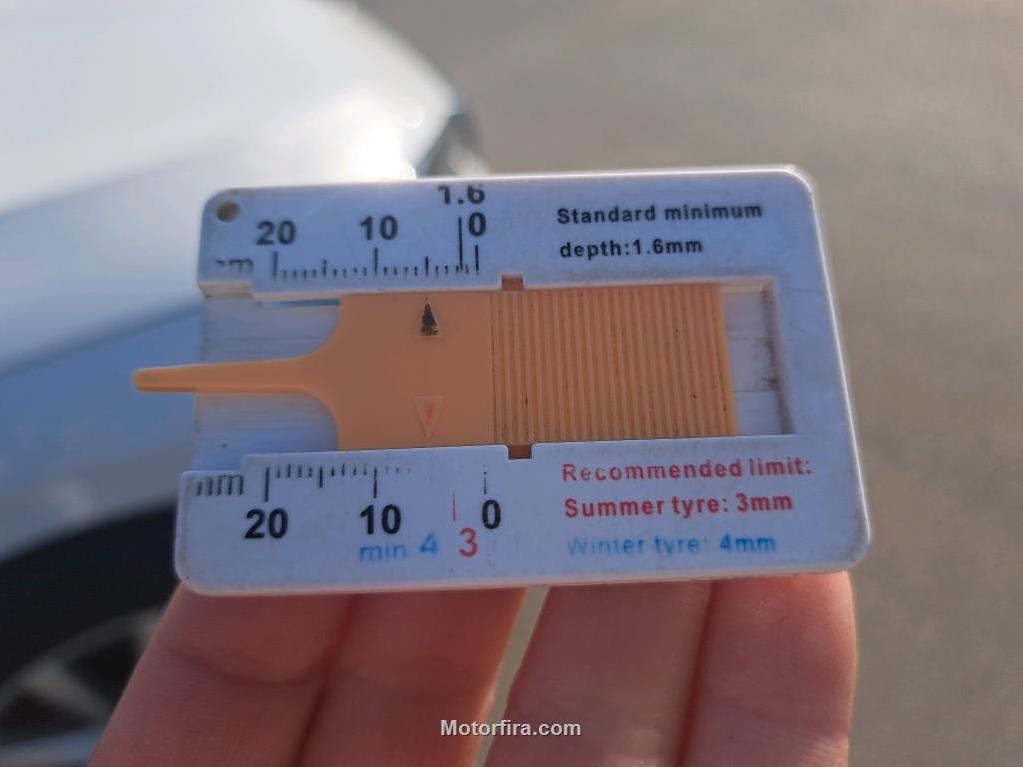 1.6
20 10 0
mm
Standard minimum
depth:1.6mm
mm
20 10 0
min 4 3
Recommended limit:
Summer tyre: 3mm
Winter tyre: 4mm
Motorfira.com